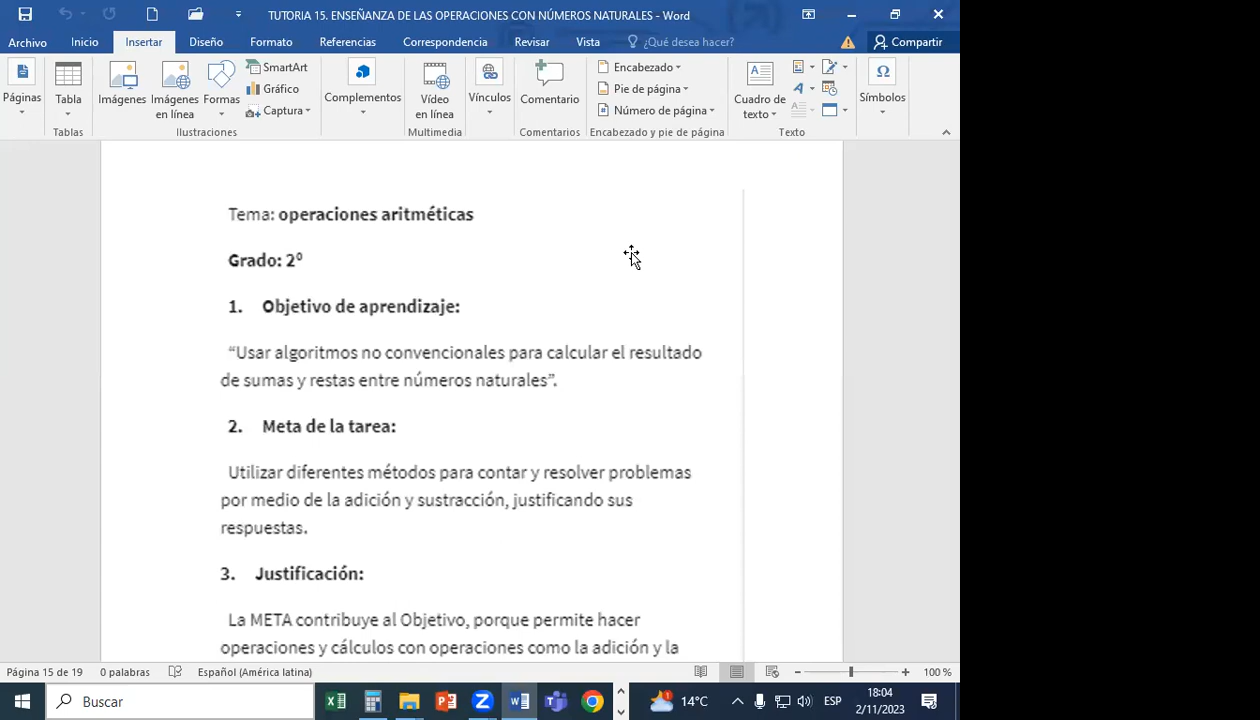 TUTORIA 15. ENSEÑANZA DE LAS OPERACIONES CON NÚMEROS NATURALES - Word
Archivo Inicio Insertar Diseño Formato Referencias Correspondencia Revisar Vista ¿Qué desea hacer? Compartir
Páginas
Tabla
Tablas
Imágenes
Imágenes
en línea
Formas
SmartArt
Gráfico
Captura
Ilustraciones
Complementos
Vídeo
en línea
Multimedia
Vínculos
Comentario
Comentarios
Encabezado
Pie de página
Número de página
Encabezado y pie de página
Cuadro de
texto
Texto
Símbolos
Tema: operaciones aritméticas
Grado: 2⁰
1. Objetivo de aprendizaje:
“Usar algoritmos no convencionales para calcular el resultado
de sumas y restas entre números naturales”.
2. Meta de la tarea:
Utilizar diferentes métodos para contar y resolver problemas
por medio de la adición y sustracción, justificando sus
respuestas.
3. Justificación:
La META contribuye al Objetivo, porque permite hacer
operaciones y cálculos con operaciones como la adición y la
Página 15 de 19 0 palabras Español (América latina) 100 %
Buscar 14°C ESP 18:04
2/11/2023